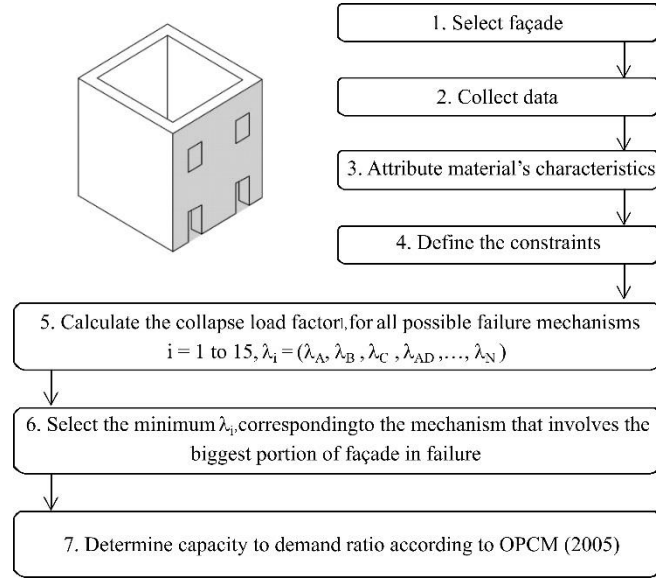 1. Select façade
2. Collect data
3. Attribute material's characteristics
4. Define the constraints
5. Calculate the collapse load factor, for all possible failure mechanisms
i = 1 to 15, λi = (λA, λB , λC , λAD ,…, λN )
6. Select the minimum λi,correspondingto the mechanism that involves the
biggest portion of façade in failure
7. Determine capacity to demand ratio according to OPCM (2005)